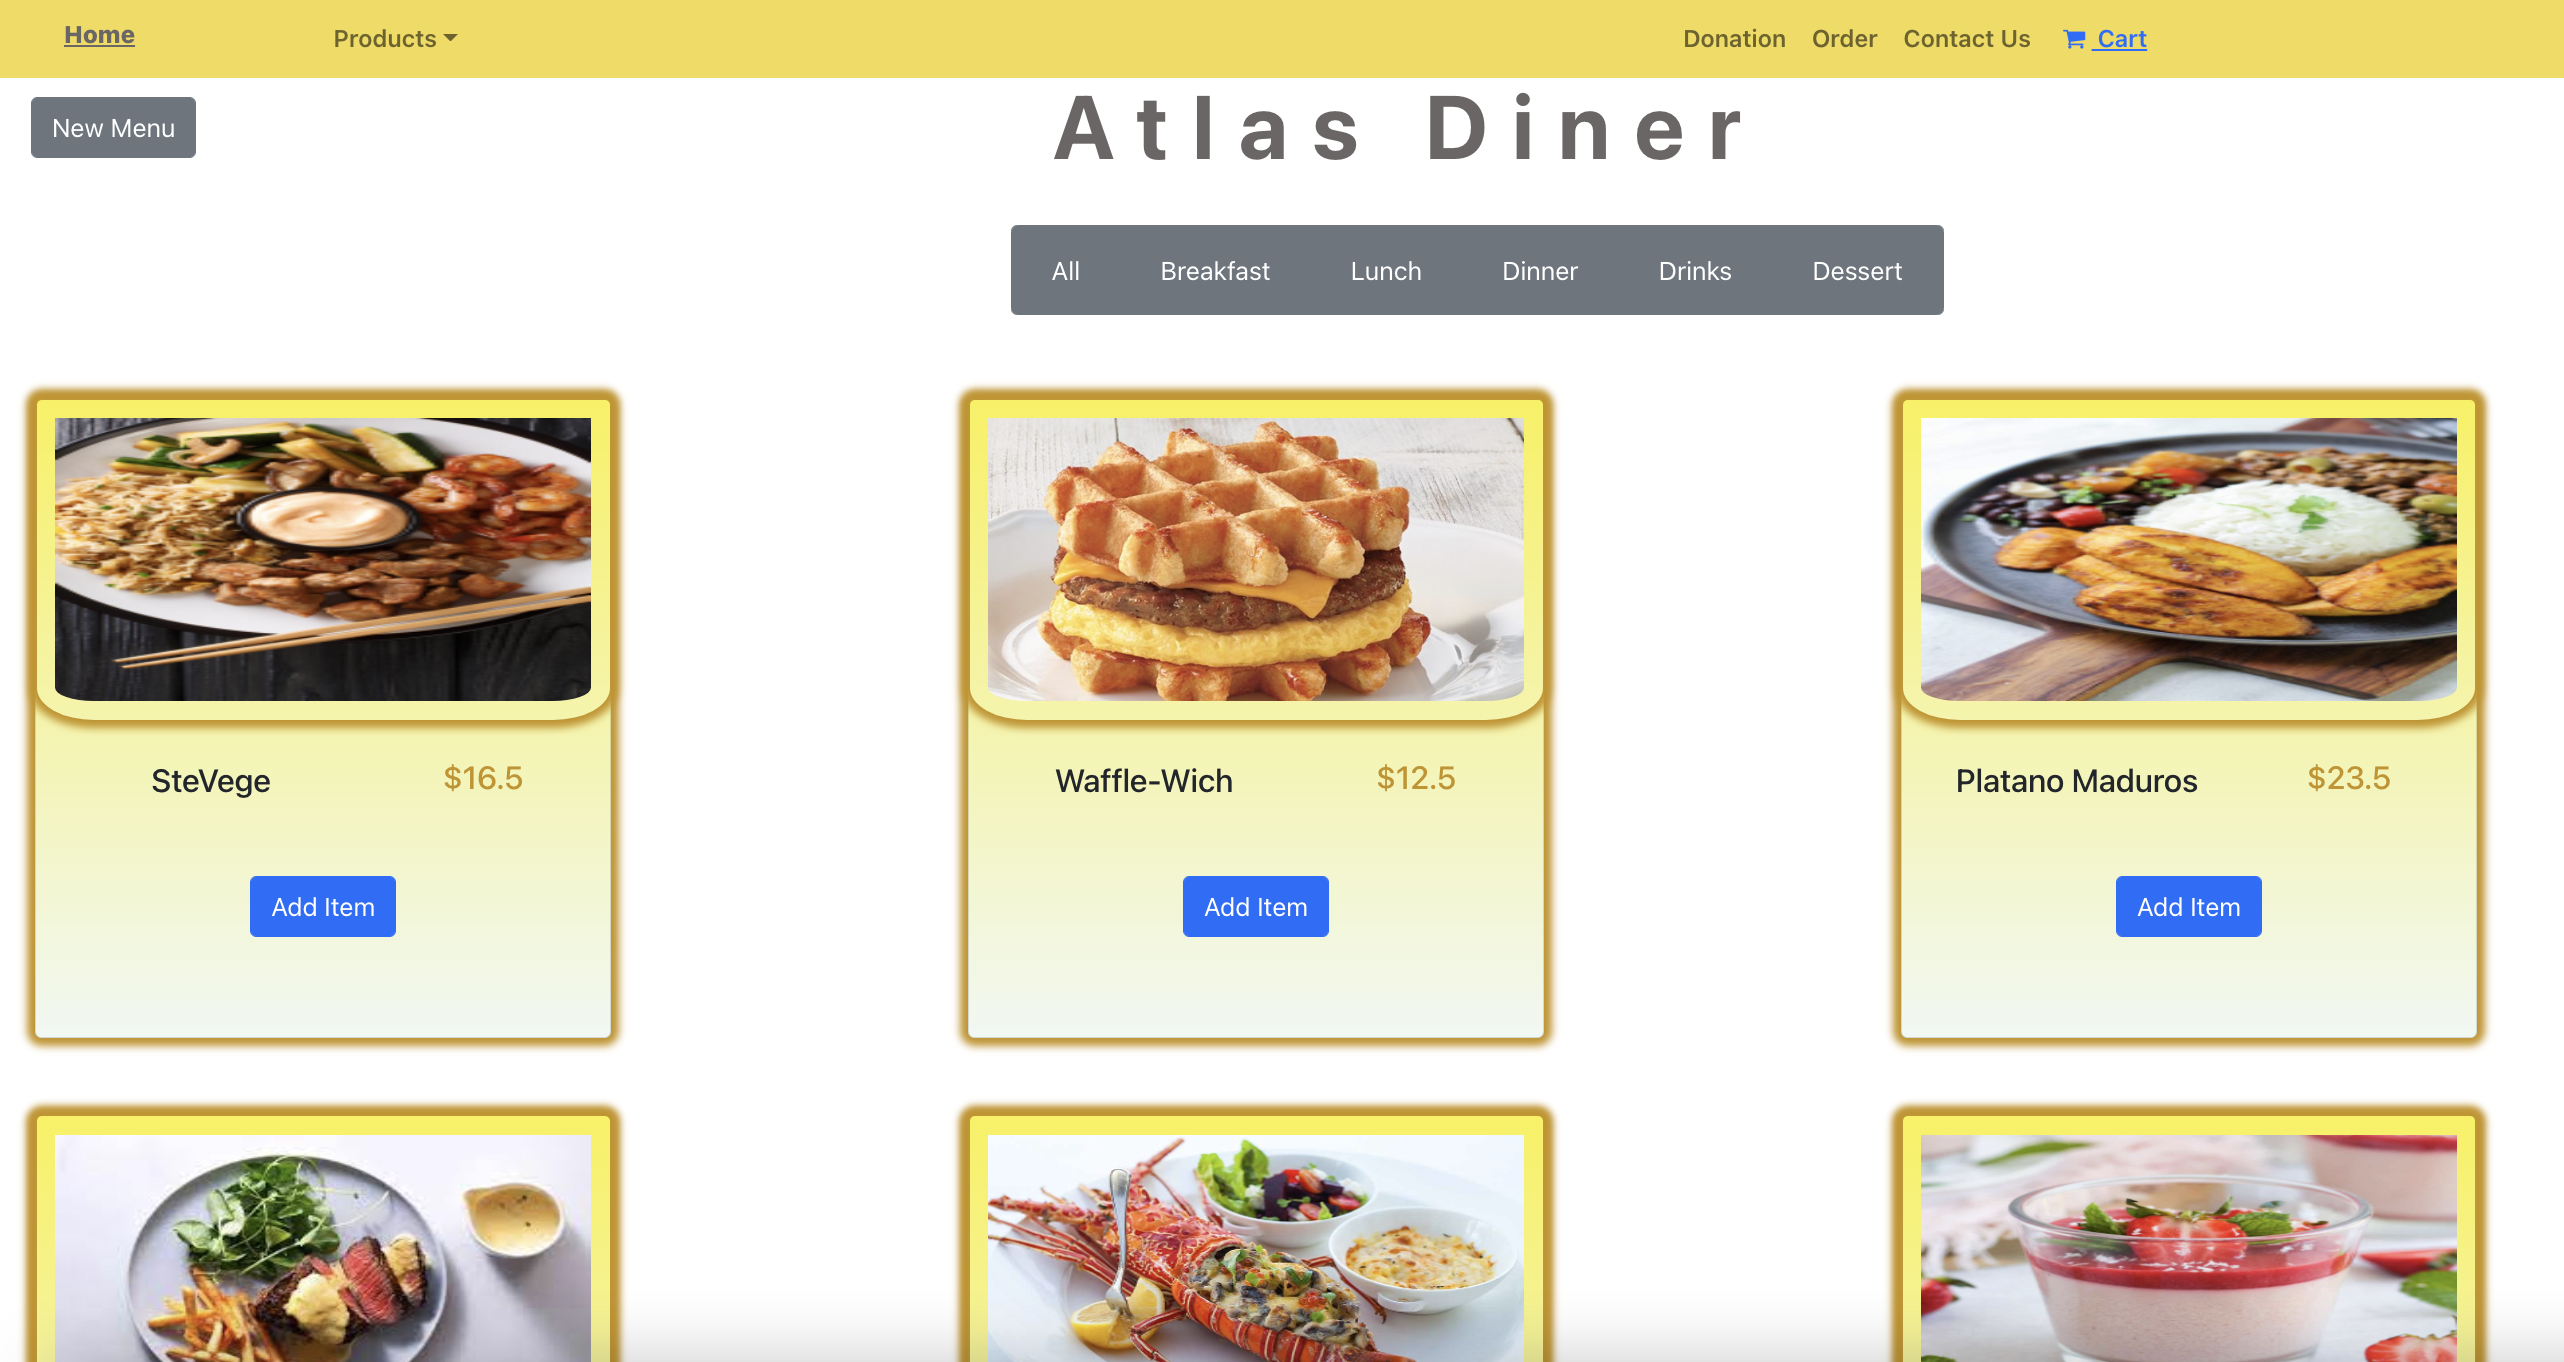 Home Products Donation Order Contact Us Cart
New Menu
Atlas Diner
All Breakfast Lunch Dinner Drinks Dessert
SteVege $16.5
Waffle-Wich $12.5
Platano Maduros $23.5
Add Item
Add Item
Add Item